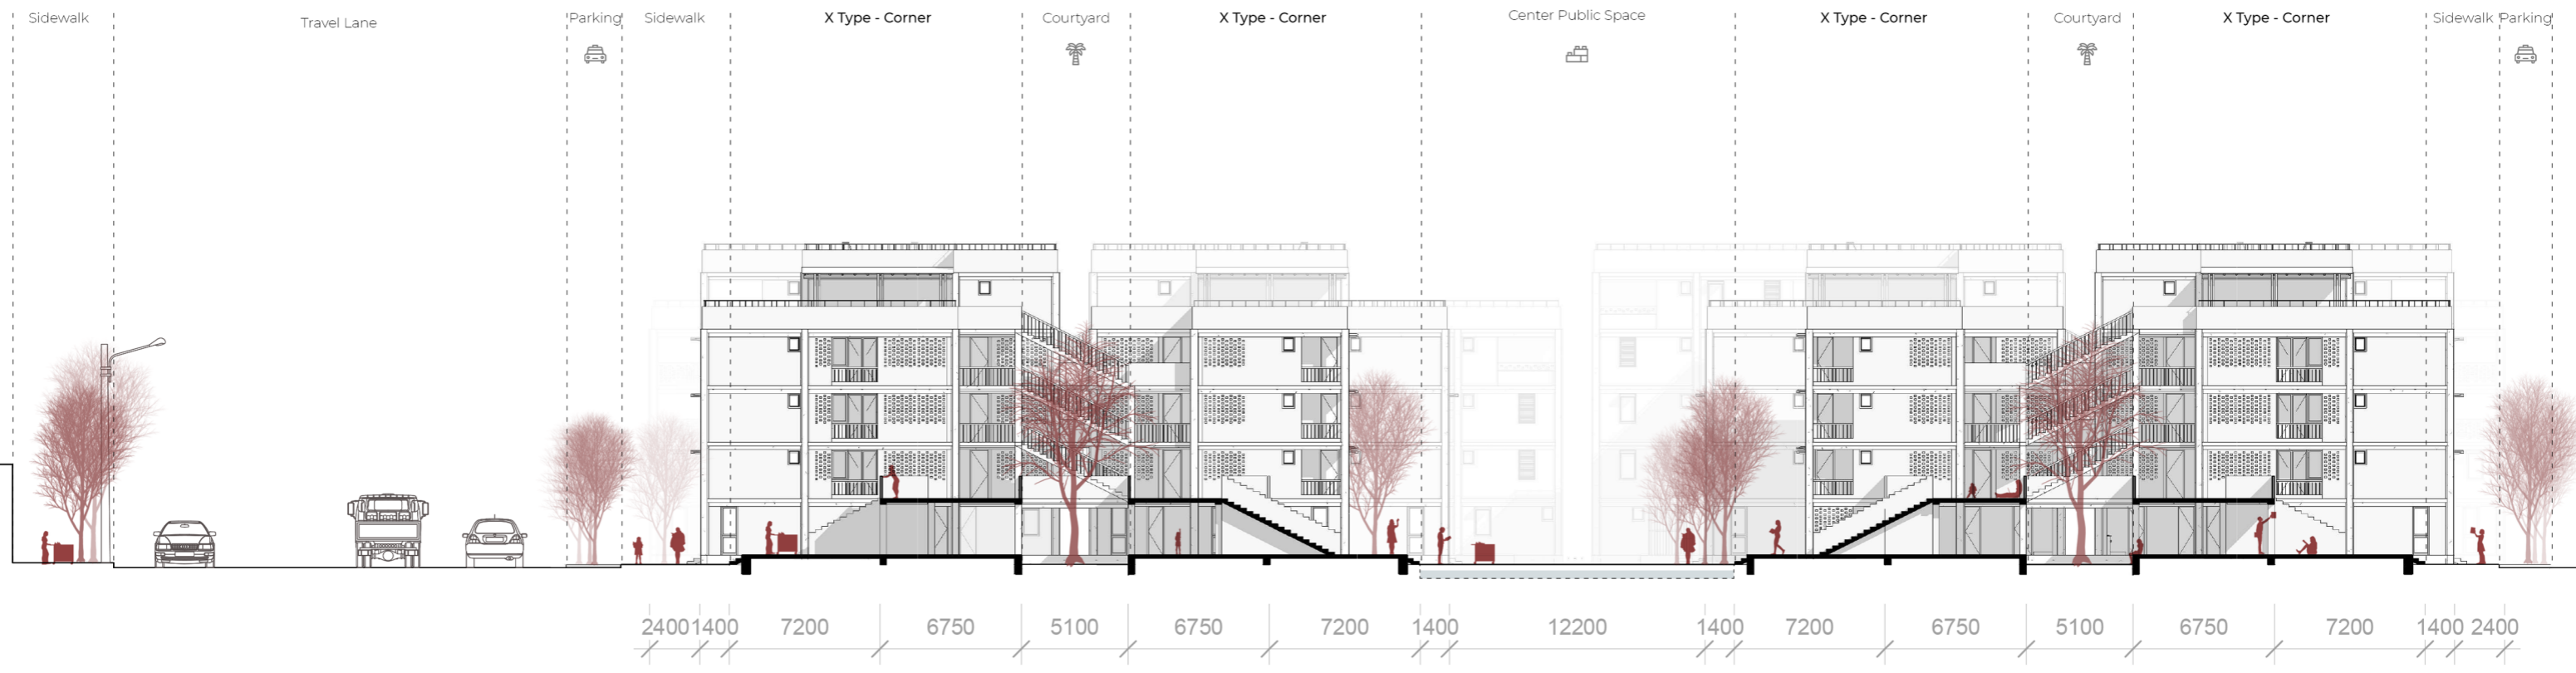 Sidewalk
Travel Lane
Parking
Sidewalk
X Type - Corner
Courtyard
X Type - Corner
Center Public Space
X Type - Corner
Courtyard
X Type - Corner
Sidewalk
Parking
2400 1400 7200 6750 5100 6750 7200 1400 12200 1400 7200 6750 5100 6750 7200 1400 2400